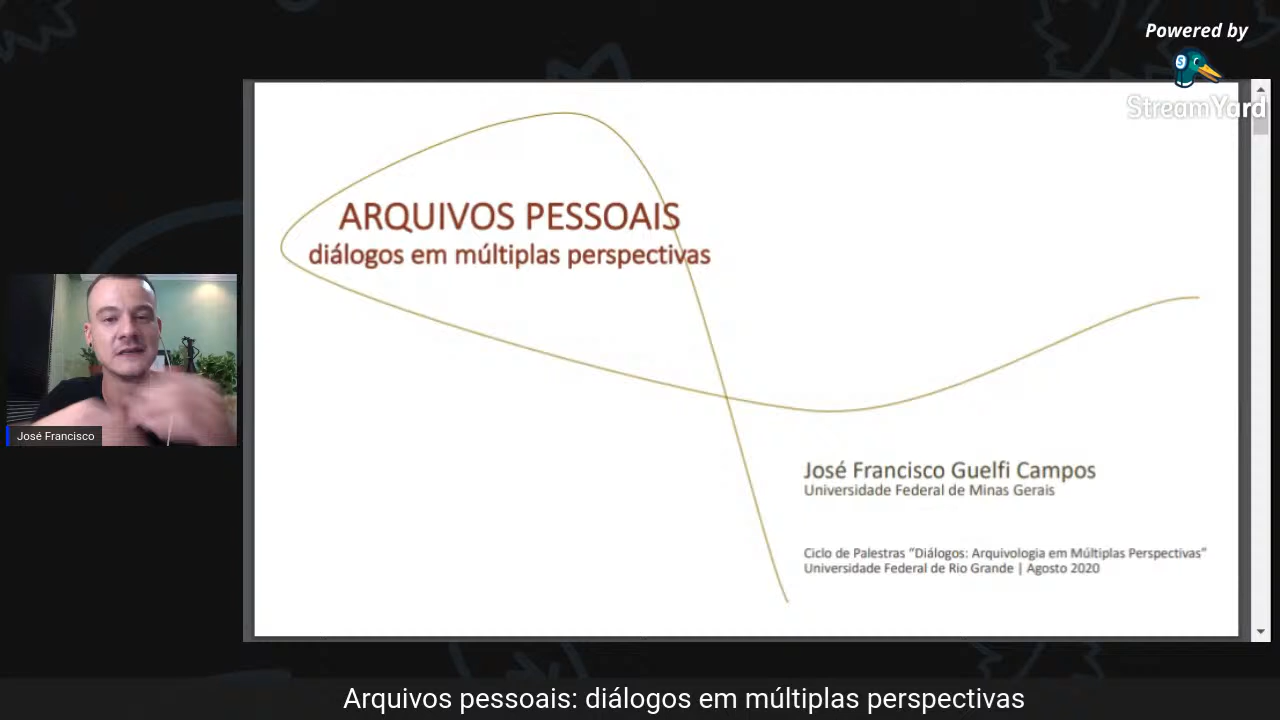 Powered by
StreamYard
ARQUIVOS PESSOAIS
diálogos em múltiplas perspectivas
José Francisco
José Francisco Guelfi Campos
Universidade Federal de Minas Gerais
Ciclo de Palestras "Diálogos: Arquivologia em Múltiplas Perspectivas"
Universidade Federal de Rio Grande | Agosto 2020
Arquivos pessoais: diálogos em múltiplas perspectivas